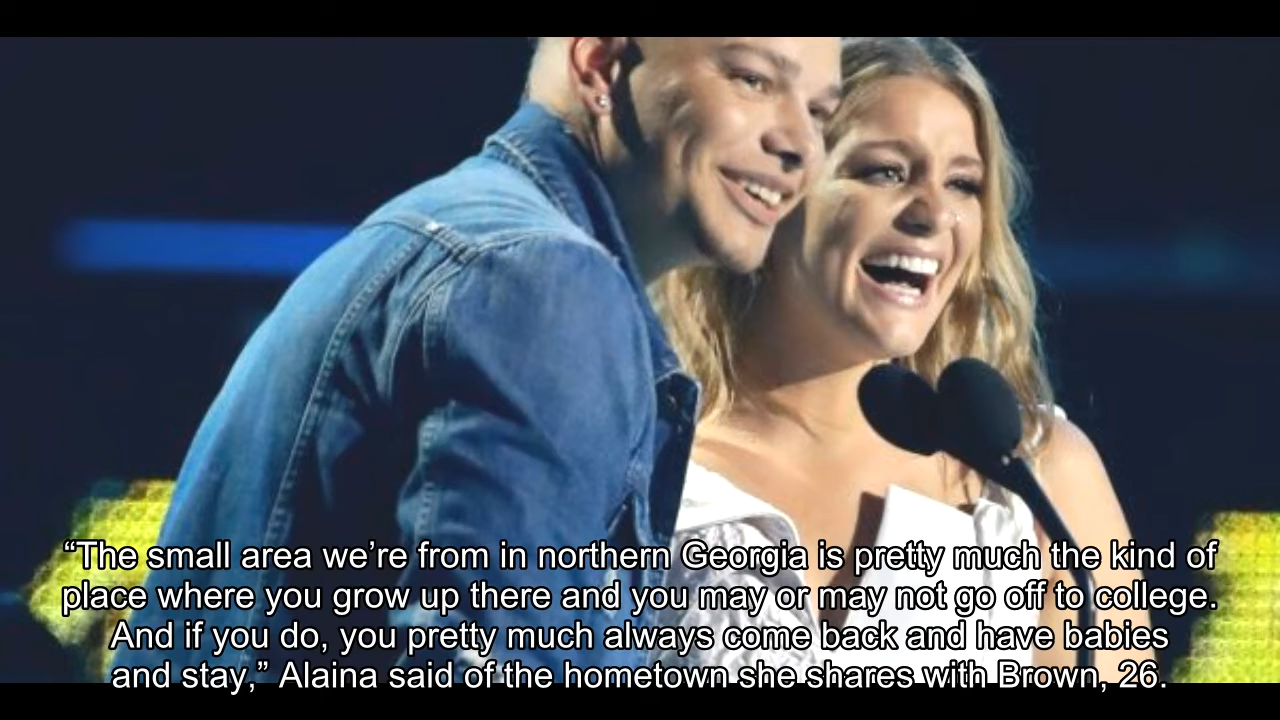 “The small area we’re from in northern Georgia is pretty much the kind of
place where you grow up there and you may or may not go off to college.
And if you do, you pretty much always come back and have babies
and stay,” Alaina said of the hometown she shares with Brown, 26.